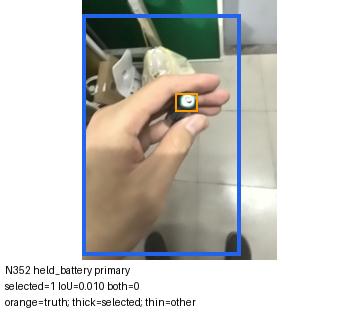 N352 held_battery primary
selected=1 IoU=0.010 both=0
orange=truth; thick=selected; thin=other